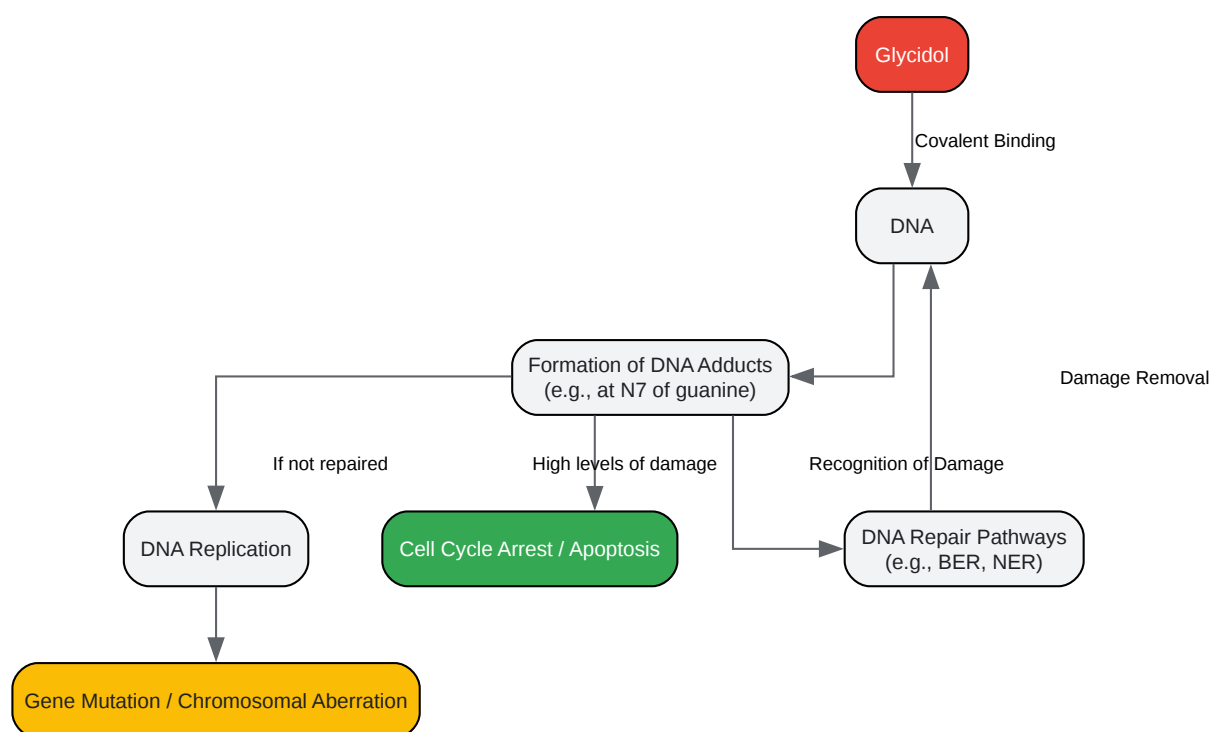 Glycidol
Covalent Binding
DNA
Formation of DNA Adducts
(e.g., at N7 of guanine)
Damage Removal
If not repaired
High levels of damage
Recognition of Damage
DNA Replication
Cell Cycle Arrest / Apoptosis
DNA Repair Pathways
(e.g., BER, NER)
Gene Mutation / Chromosomal Aberration